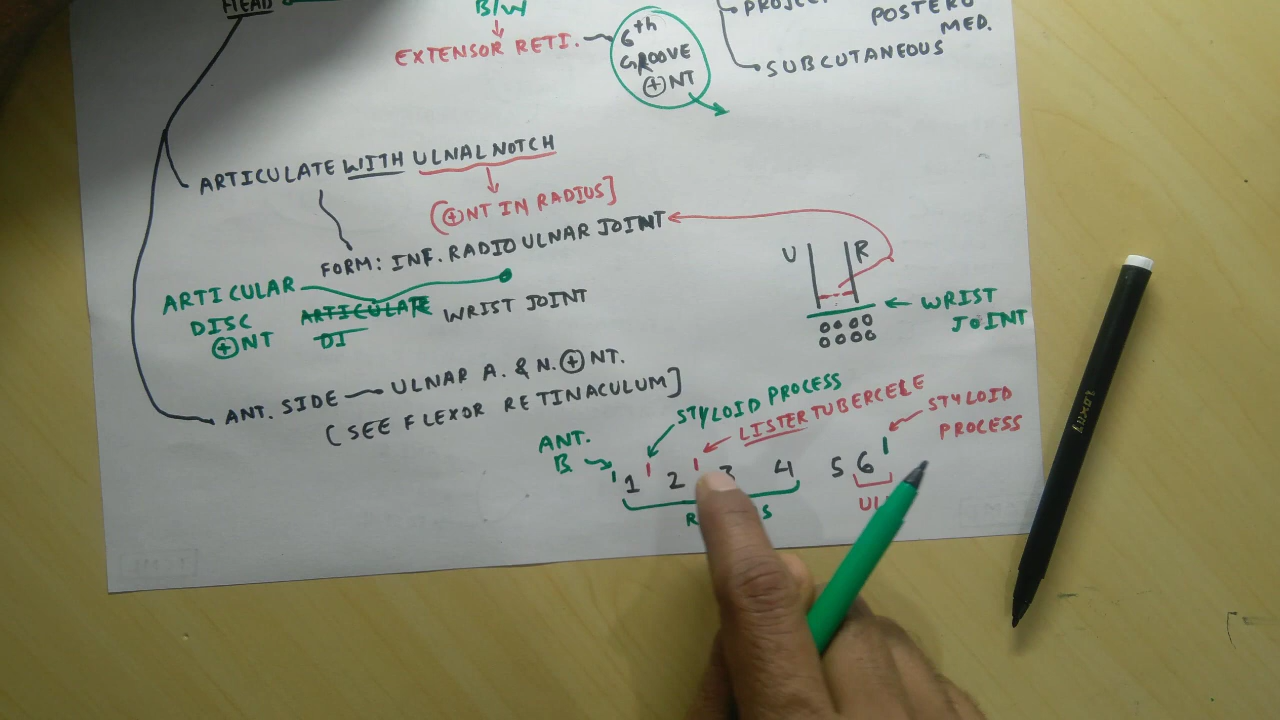 HEAD
B/W
EXTENSOR RETI.
6th
GROOVE
⊕NT
POSTERO
MED.
SUBCUTANEOUS
ARTICULATE WITH ULNAL NOTCH
(⊕NT IN RADIUS]
FORM: INF. RADIO ULNAR JOINT
ARTICULAR
DISC
⊕NT
ARTICULATE
DI
WRIST JOINT
U R
WRIST
JOINT
ANT. SIDE — ULNAR A. & N. ⊕NT.
(SEE FLEXOR RETINACULUM]
STYLOID PROCESS
LISTER TUBERCELE
STYLOID
PROCESS
ANT.
B.
1 2 3 4 5 6